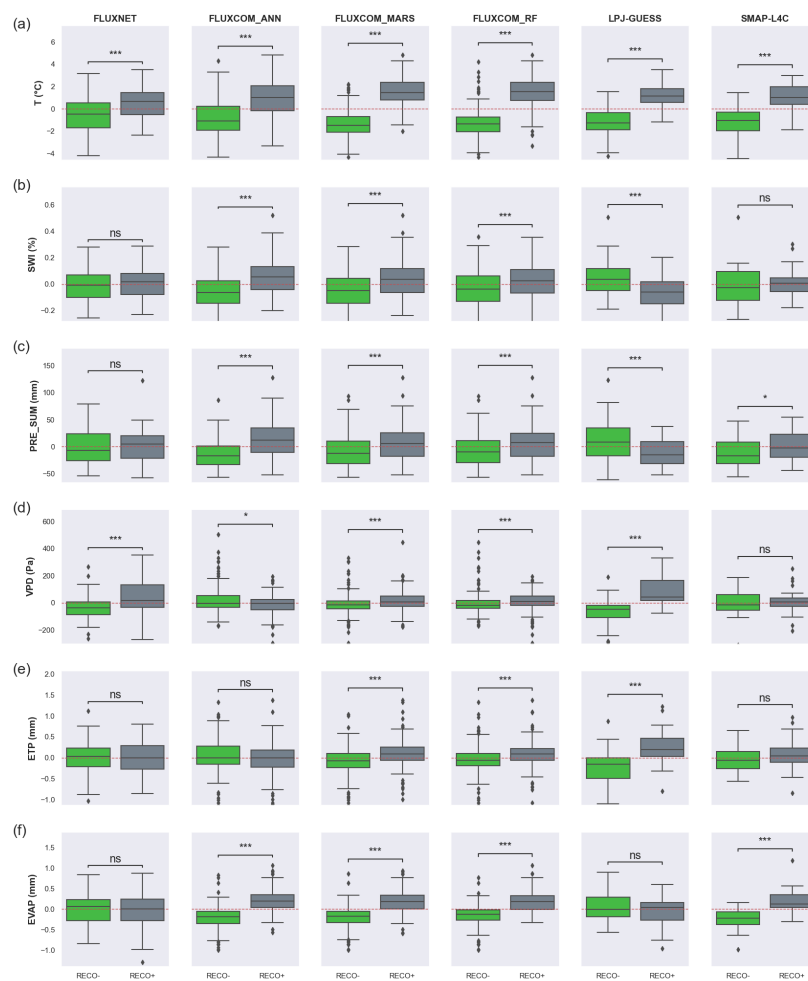 FLUXNET FLUXCOM_ANN FLUXCOM_MARS FLUXCOM_RF LPJ-GUESS SMAP-L4C
(a)
*** *** *** *** *** ***
T (°C)
6
4
2
0
−2
−4
(b)
ns *** *** *** *** ns
SWI (%)
0.6
0.4
0.2
0.0
−0.2
(c)
ns *** *** *** *** *
PRE_SUM (mm)
150
100
50
0
−50
(d)
*** * *** *** *** ns
VPD (Pa)
600
400
200
0
−200
(e)
ns ns *** *** *** ns
ETP (mm)
2.0
1.5
1.0
0.5
0.0
−0.5
−1.0
(f)
ns *** *** *** ns ***
EVAP (mm)
1.5
1.0
0.5
0.0
−0.5
−1.0
RECO- RECO+ RECO- RECO+ RECO- RECO+ RECO- RECO+ RECO- RECO+ RECO- RECO+